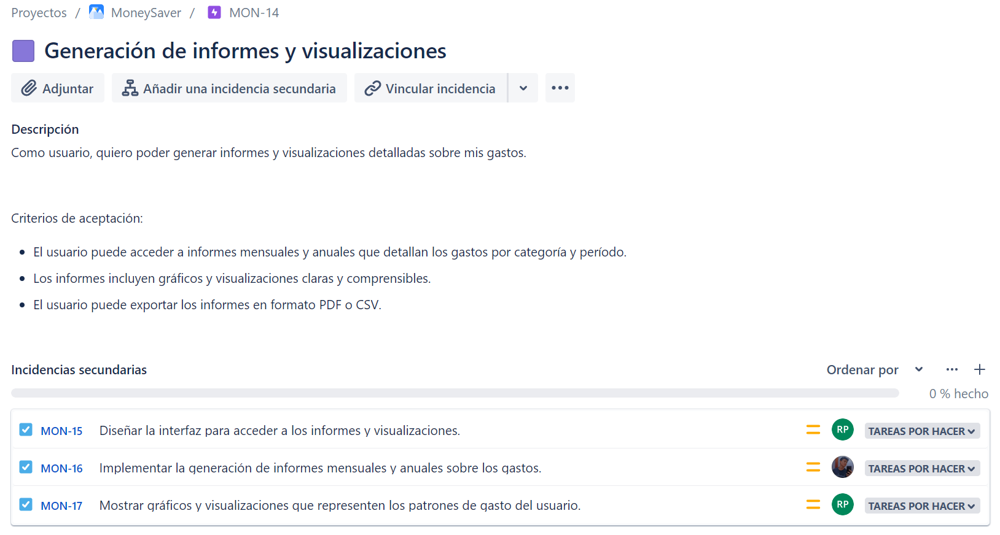 Proyectos / MoneySaver / MON-14
Generación de informes y visualizaciones
Adjuntar Añadir una incidencia secundaria Vincular incidencia
Descripción
Como usuario, quiero poder generar informes y visualizaciones detalladas sobre mis gastos.
Criterios de aceptación:
• El usuario puede acceder a informes mensuales y anuales que detallan los gastos por categoría y período.
• Los informes incluyen gráficos y visualizaciones claras y comprensibles.
• El usuario puede exportar los informes en formato PDF o CSV.
Incidencias secundarias Ordenar por
0 % hecho
MON-15 Diseñar la interfaz para acceder a los informes y visualizaciones. RP TAREAS POR HACER
MON-16 Implementar la generación de informes mensuales y anuales sobre los gastos. TAREAS POR HACER
MON-17 Mostrar gráficos y visualizaciones que representen los patrones de gasto del usuario. RP TAREAS POR HACER